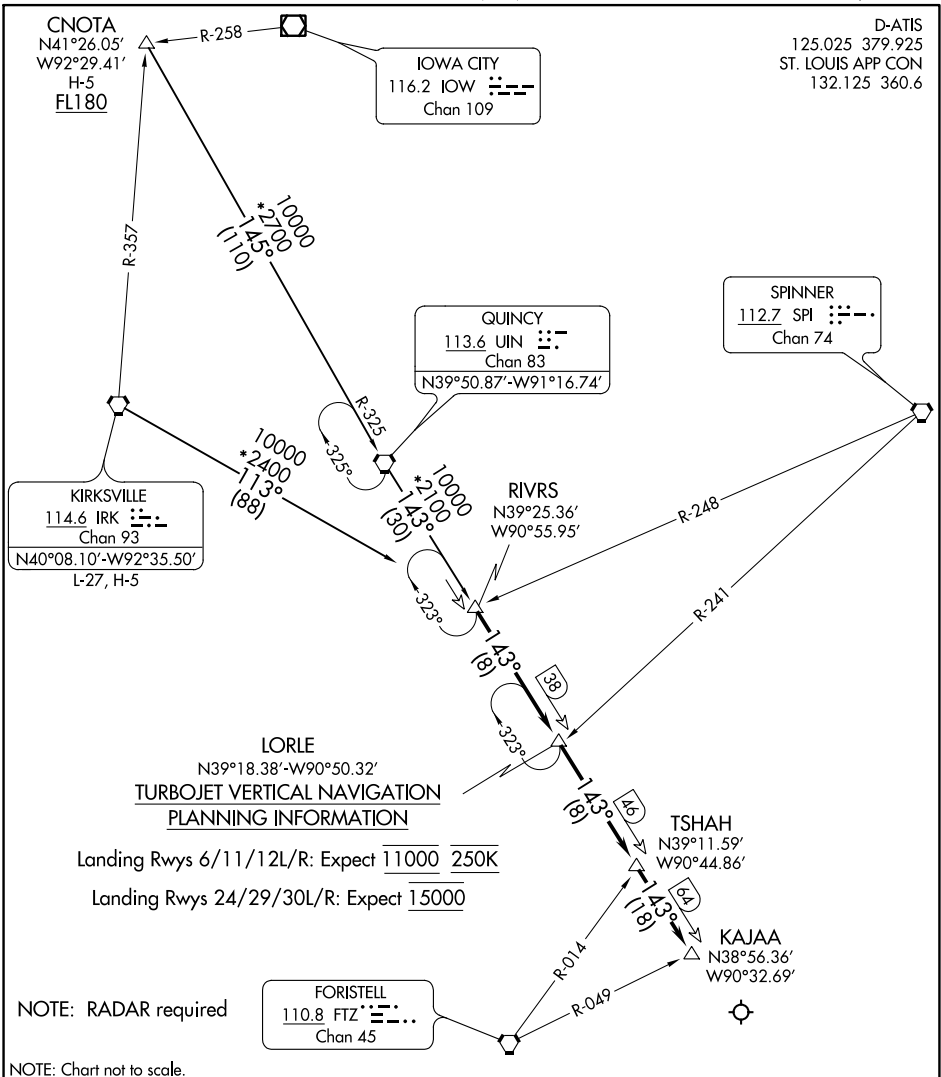 CNOTA
N41°26.05'
W92°29.41'
H-5
FL180
R-258
IOWA CITY
116.2 IOW
Chan 109
D-ATIS
125.025 379.925
ST. LOUIS APP CON
132.125 360.6
R-357
10000
*2700
145°
(110)
SPINNER
112.7 SPI
Chan 74
QUINCY
113.6 UIN
Chan 83
N39°50.87'-W91°16.74'
R-325
325°
10000
*2400
113°
(88)
KIRKSVILLE
114.6 IRK
Chan 93
N40°08.10'-W92°35.50'
L-27, H-5
10000
*2100
143°
(30)
RIVRS
N39°25.36'
W90°55.95'
R-248
R-241
323°
143°
(8)
38
323°
LORLE
N39°18.38'-W90°50.32'
TURBOJET VERTICAL NAVIGATION
PLANNING INFORMATION
Landing Rwys 6/11/12L/R: Expect 11000 250K
Landing Rwys 24/29/30L/R: Expect 15000
143°
(8)
46
TSHAH
N39°11.59'
W90°44.86'
143°
(18)
64
KAJAA
N38°56.36'
W90°32.69'
R-014
R-049
FORISTELL
110.8 FTZ
Chan 45
NOTE: RADAR required
NOTE: Chart not to scale.